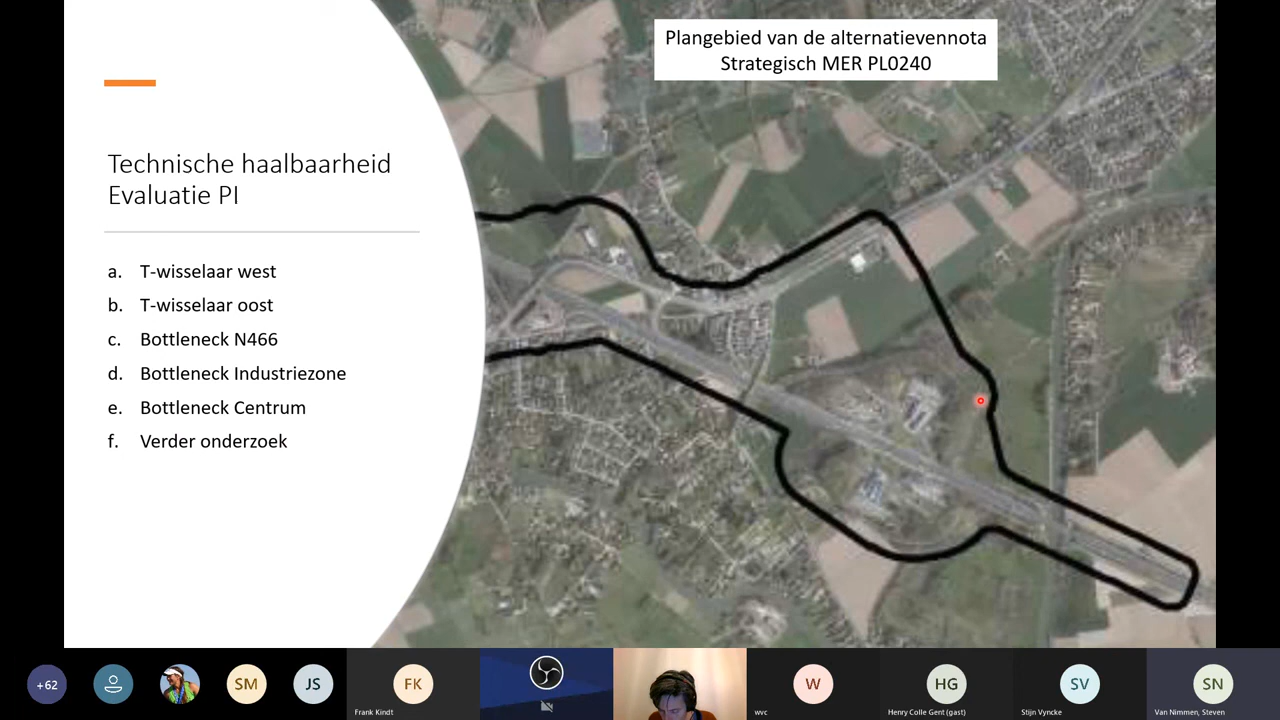 Plangebied van de alternatievennota
Strategisch MER PL0240
Technische haalbaarheid
Evaluatie PI
a. T-wisselaar west
b. T-wisselaar oost
c. Bottleneck N466
d. Bottleneck Industriezone
e. Bottleneck Centrum
f. Verder onderzoek
+62
SM
JS
FK
W
HG
SV
SN
Frank Kindt
wvc
Henry Colle Gent (gast)
Stijn Vyncke
Van Nimmen, Steven